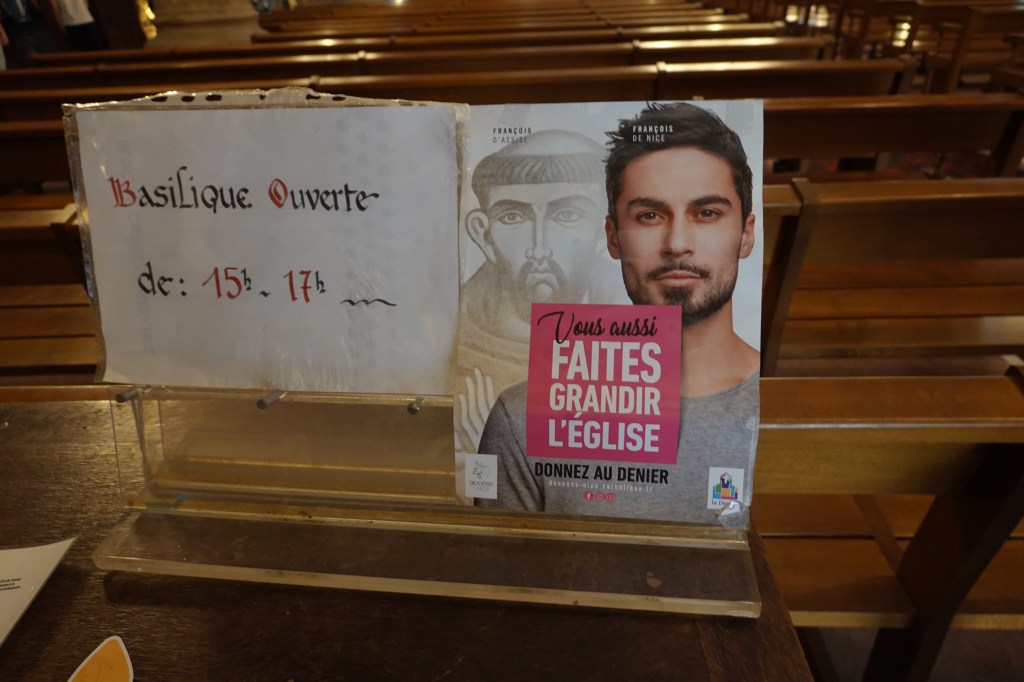 Basilique Ouverte
de: 15h - 17h
FRANÇOIS
D'ASSISE
FRANÇOIS
DE NICE
Vous aussi
FAITES
GRANDIR
L'ÉGLISE
DONNEZ AU DENIER